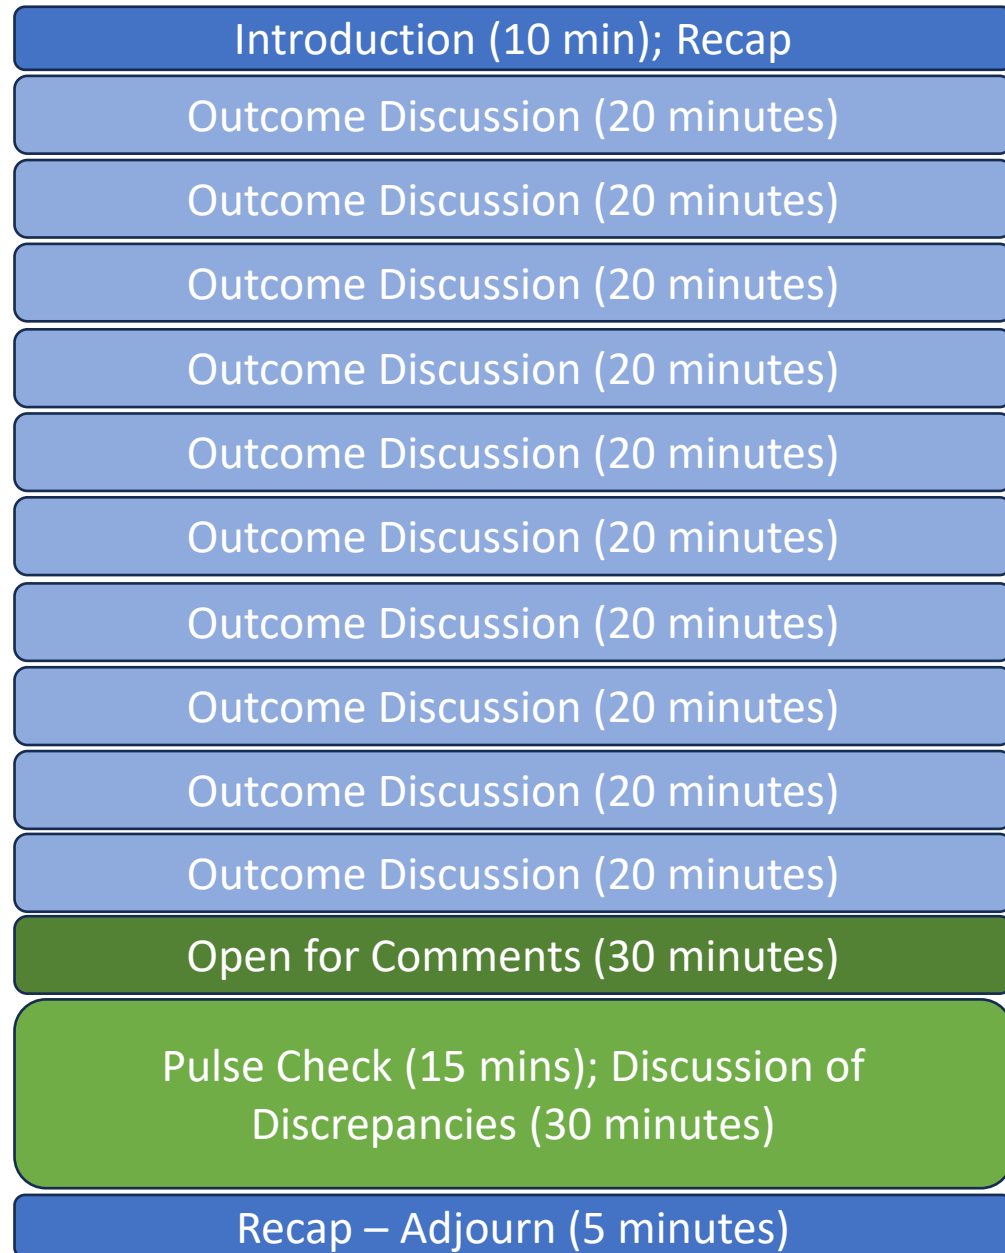 Introduction (10 min); Recap
Outcome Discussion (20 minutes)
Outcome Discussion (20 minutes)
Outcome Discussion (20 minutes)
Outcome Discussion (20 minutes)
Outcome Discussion (20 minutes)
Outcome Discussion (20 minutes)
Outcome Discussion (20 minutes)
Outcome Discussion (20 minutes)
Outcome Discussion (20 minutes)
Outcome Discussion (20 minutes)
Open for Comments (30 minutes)
Pulse Check (15 mins); Discussion of
Discrepancies (30 minutes)
Recap – Adjourn (5 minutes)